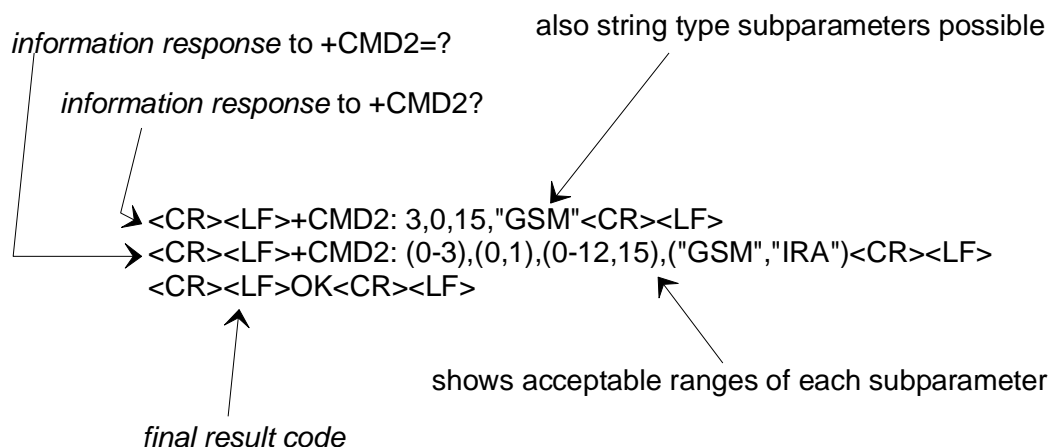 also string type subparameters possible
information response to +CMD2=?
information response to +CMD2?
<CR><LF>+CMD2: 3,0,15,"GSM"<CR><LF>
<CR><LF>+CMD2: (0-3),(0,1),(0-12,15),("GSM","IRA")<CR><LF>
<CR><LF>OK<CR><LF>
shows acceptable ranges of each subparameter
final result code